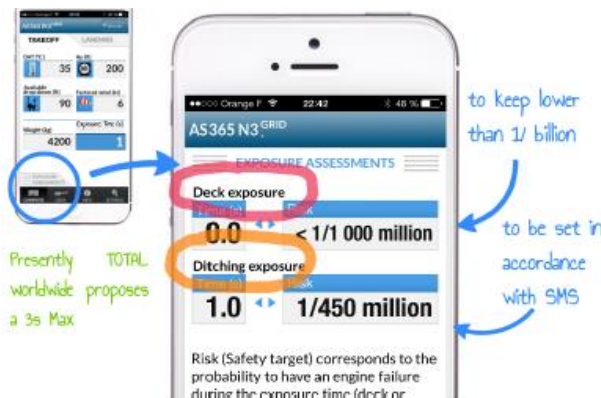 AS365 N3 GRID
TAKEOFF
LANDING
35
200
90
6
Weight (kg)
Exposure Time (s)
4200
1
Presently TOTAL
worldwide proposes
a 3s Max
Orange F 22:42 48 %
AS365 N3 GRID
EXPOSURE ASSESSMENTS
Deck exposure
Time (s)
Risk
0.0
< 1/1 000 million
Ditching exposure
Time (s)
Risk
1.0
1/450 million
Risk (Safety target) corresponds to the
probability to have an engine failure
during the exposure time (deck or
to keep lower
than 1/ billion
to be set in
accordance
with SMS